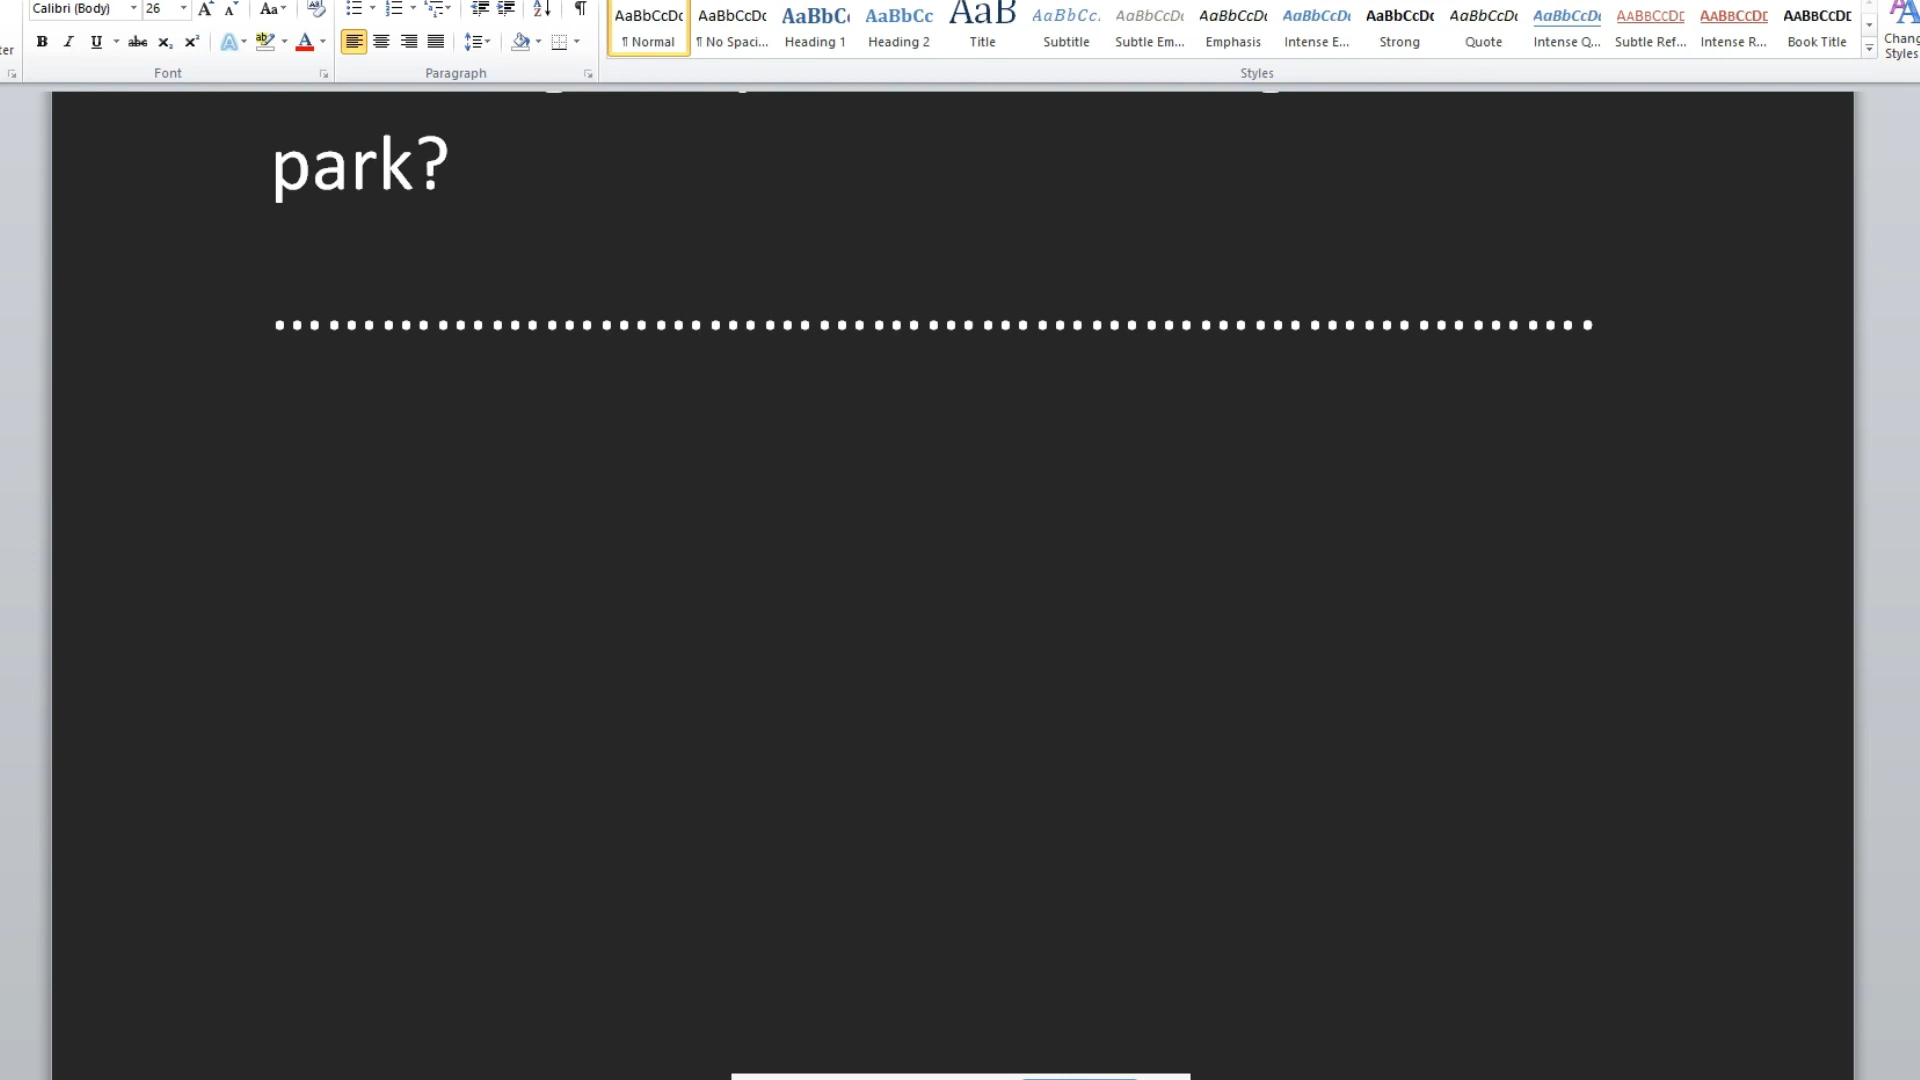 Calibri (Body) 26 Aa
B I U abc x₂ x² A ab A
Font
Paragraph
AaBbCcDc AaBbCcDc AaBbC AaBbCc AaB AaBbCc. AaBbCcDc AaBbCcDc AaBbCcDc AaBbCcDc AaBbCcDc AaBbCcDc AABBCCDE AABBCCDE AABBCCDE
¶ Normal ¶ No Spaci... Heading 1 Heading 2 Title Subtitle Subtle Em... Emphasis Intense E... Strong Quote Intense Q... Subtle Ref... Intense R... Book Title
Styles
Styles
park?
.........................................................................